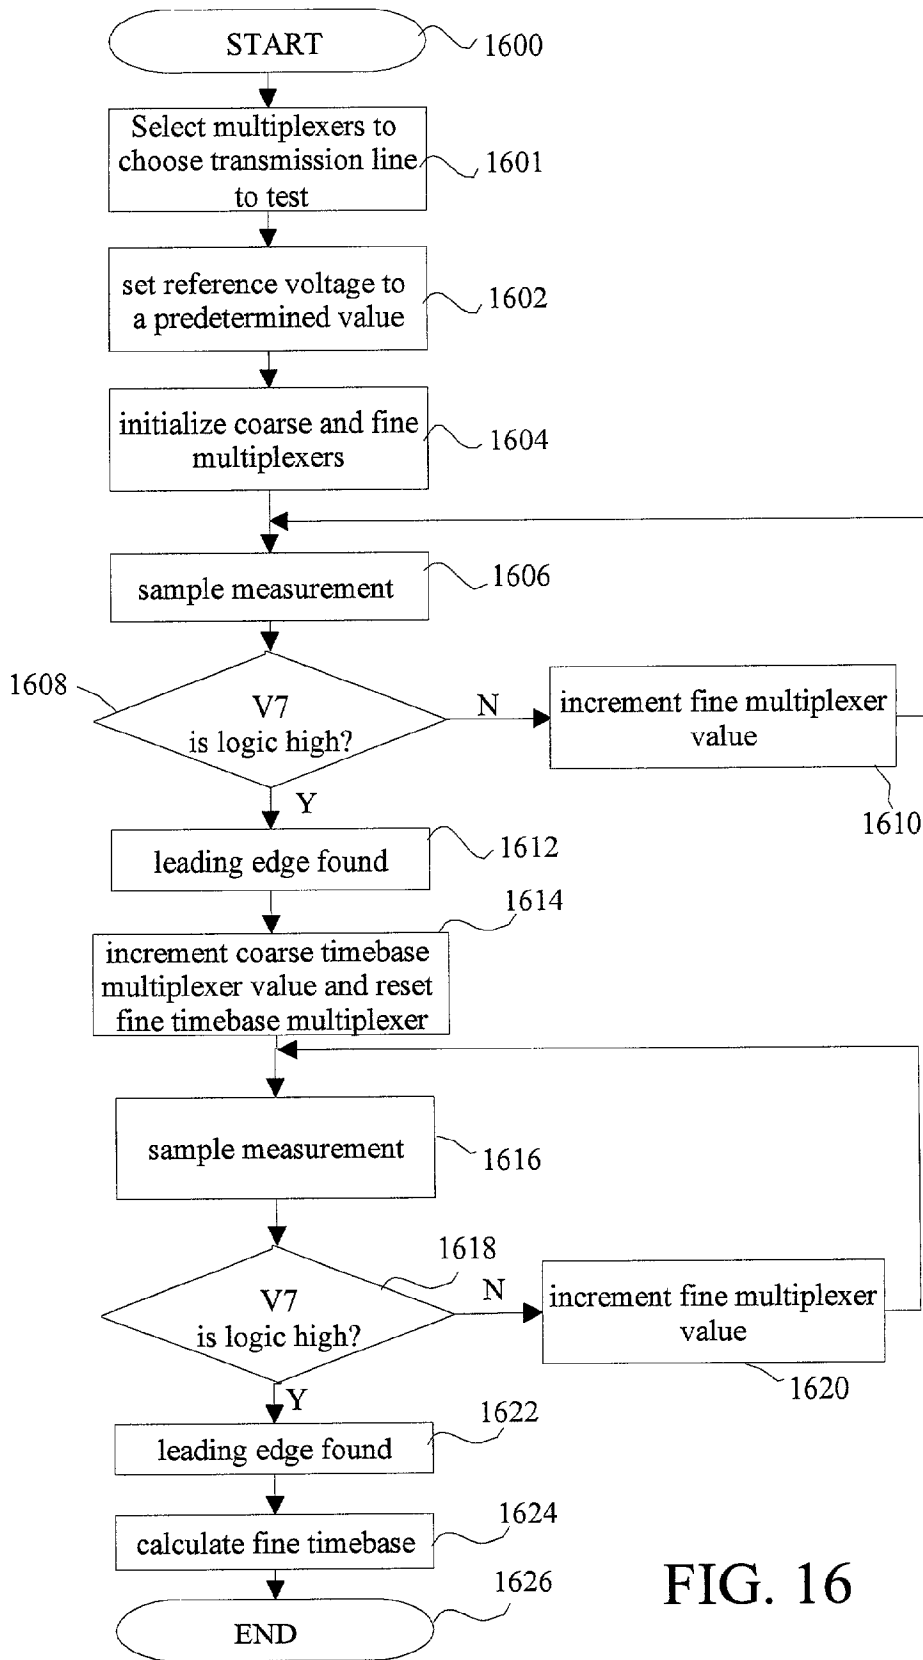 START
1600
Select multiplexers to
choose transmission line
to test
1601
set reference voltage to
a predetermined value
1602
initialize coarse and fine
multiplexers
1604
sample measurement
1606
1608
V7
is logic high?
N
increment fine multiplexer
value
1610
Y
leading edge found
1612
1614
increment coarse timebase
multiplexer value and reset
fine timebase multiplexer
sample measurement
1616
1618
V7
is logic high?
N
increment fine multiplexer
value
1620
Y
leading edge found
1622
calculate fine timebase
1624
END
1626
FIG. 16